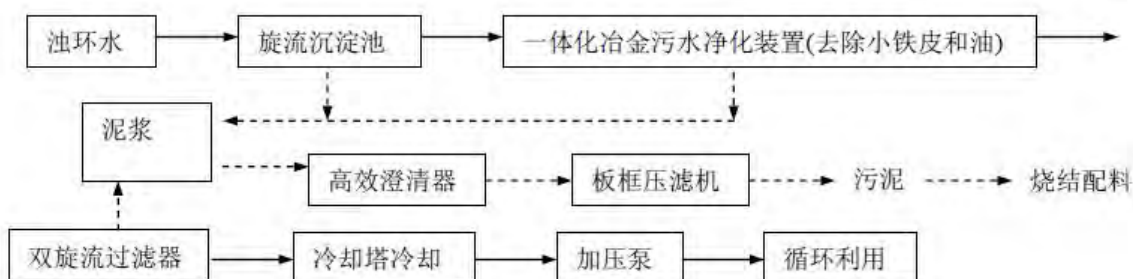 浊环水
旋流沉淀池
一体化冶金污水净化装置(去除小铁皮和油)
泥浆
高效澄清器
板框压滤机
污泥
烧结配料
双旋流过滤器
冷却塔冷却
加压泵
循环利用